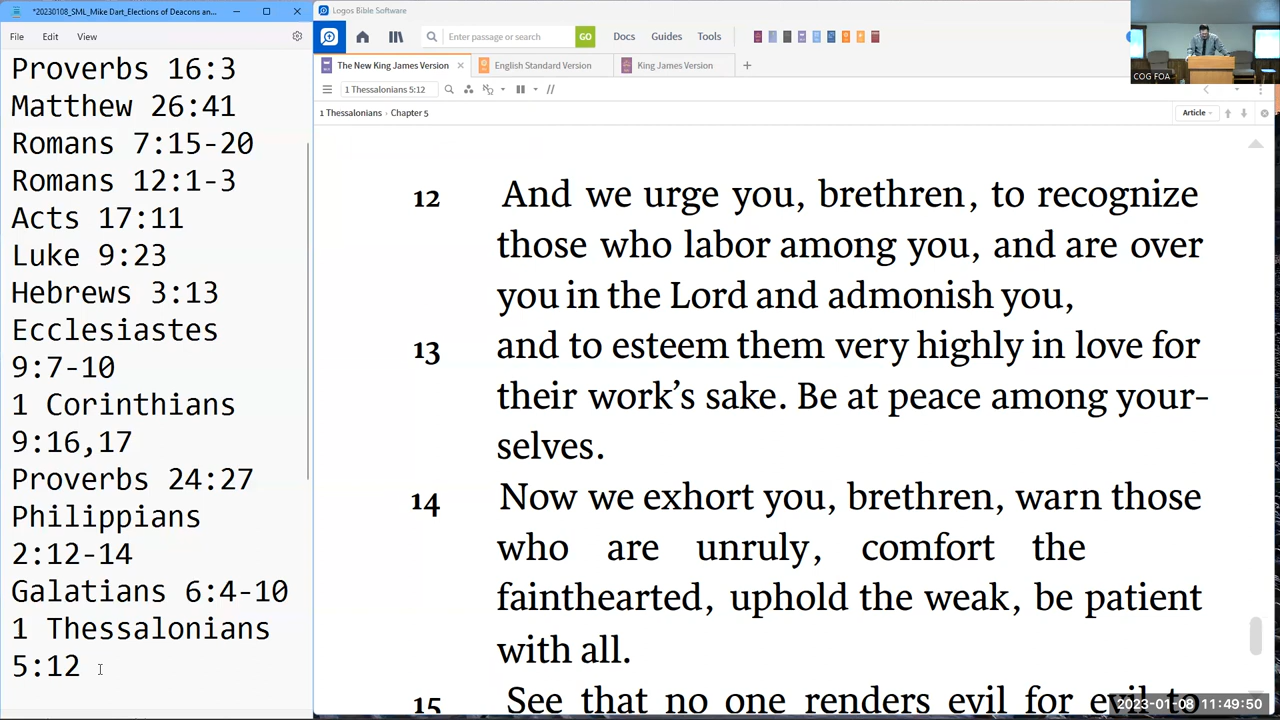 *20230108_SML_Mike Dart_Elections of Deacons an...
File Edit View
Proverbs 16:3
Matthew 26:41
Romans 7:15-20
Romans 12:1-3
Acts 17:11
Luke 9:23
Hebrews 3:13
Ecclesiastes
9:7-10
1 Corinthians
9:16,17
Proverbs 24:27
Philippians
2:12-14
Galatians 6:4-10
1 Thessalonians
5:12
Logos Bible Software
Enter passage or search GO Docs Guides Tools
The New King James Version English Standard Version King James Version
1 Thessalonians 5:12
1 Thessalonians › Chapter 5
Article
12 And we urge you, brethren, to recognize
those who labor among you, and are over
you in the Lord and admonish you,
13 and to esteem them very highly in love for
their work’s sake. Be at peace among your-
selves.
14 Now we exhort you, brethren, warn those
who are unruly, comfort the
fainthearted, uphold the weak, be patient
with all.
15 See that no one renders evil for evil to
COG FOA
2023-01-08 11:49:50